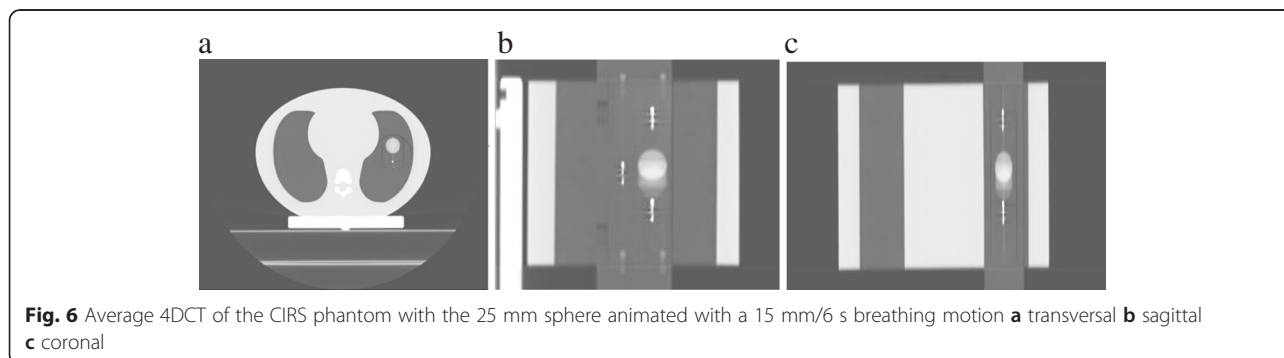 a
b
c
Fig. 6 Average 4DCT of the CIRS phantom with the 25 mm sphere animated with a 15 mm/6 s breathing motion a transversal b sagittal
c coronal